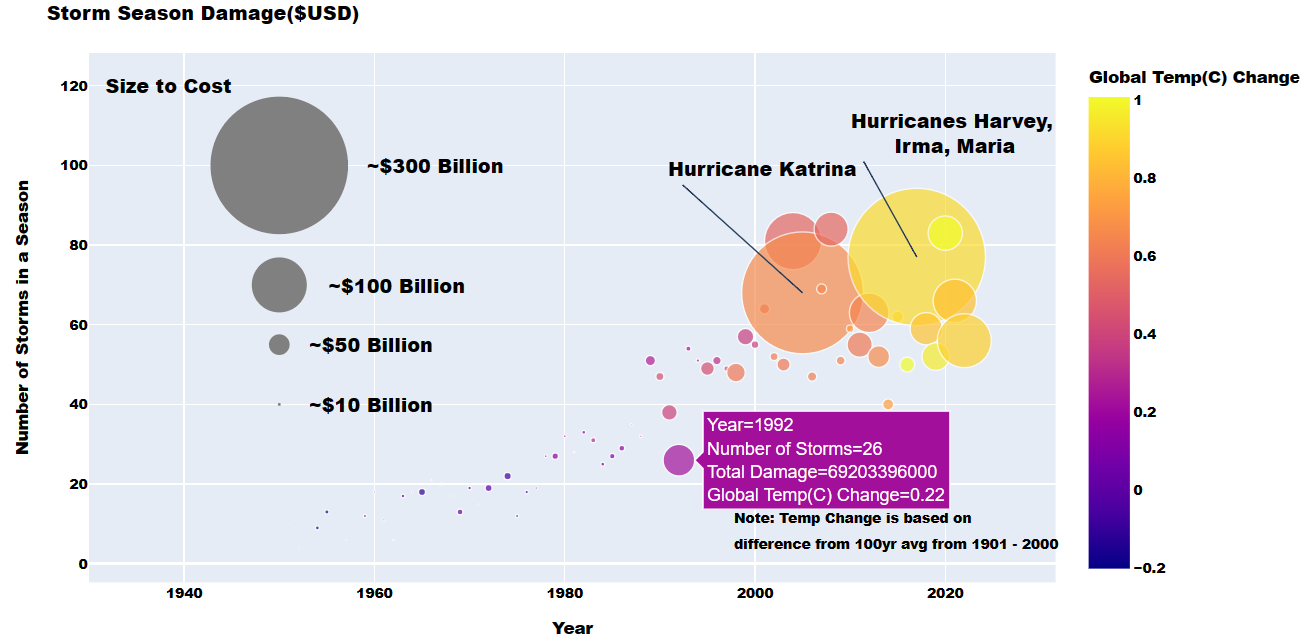 Storm Season Damage($USD)
Global Temp(C) Change
120
Size to Cost
1
Hurricanes Harvey,
Irma, Maria
100
~$300 Billion
Hurricane Katrina
0.8
80
~$100 Billion
0.6
60
~$50 Billion
0.4
40
~$10 Billion
0.2
Year=1992
Number of Storms=26
Total Damage=69203396000
Global Temp(C) Change=0.22
20
0
Note: Temp Change is based on
difference from 100yr avg from 1901 - 2000
0
−0.2
1940
1960
1980
2000
2020
Year
Number of Storms in a Season